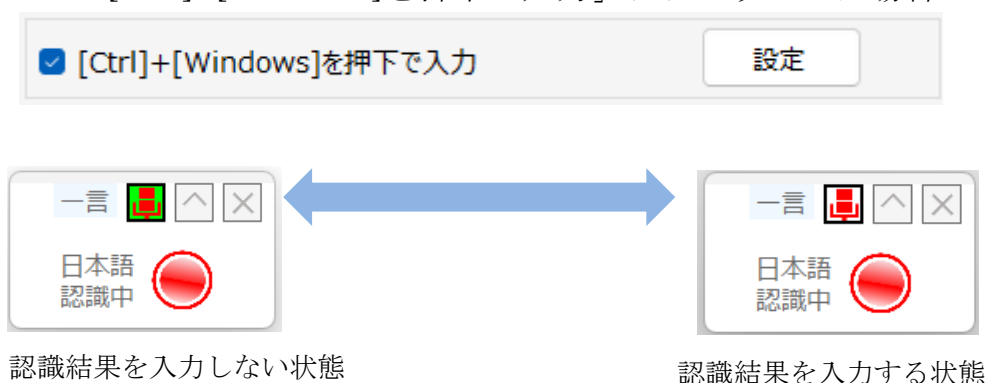 [Ctrl]+[Windows]を押下で入力
設定
一言
日本語
認識中
一言
日本語
認識中
認識結果を入力しない状態
認識結果を入力する状態